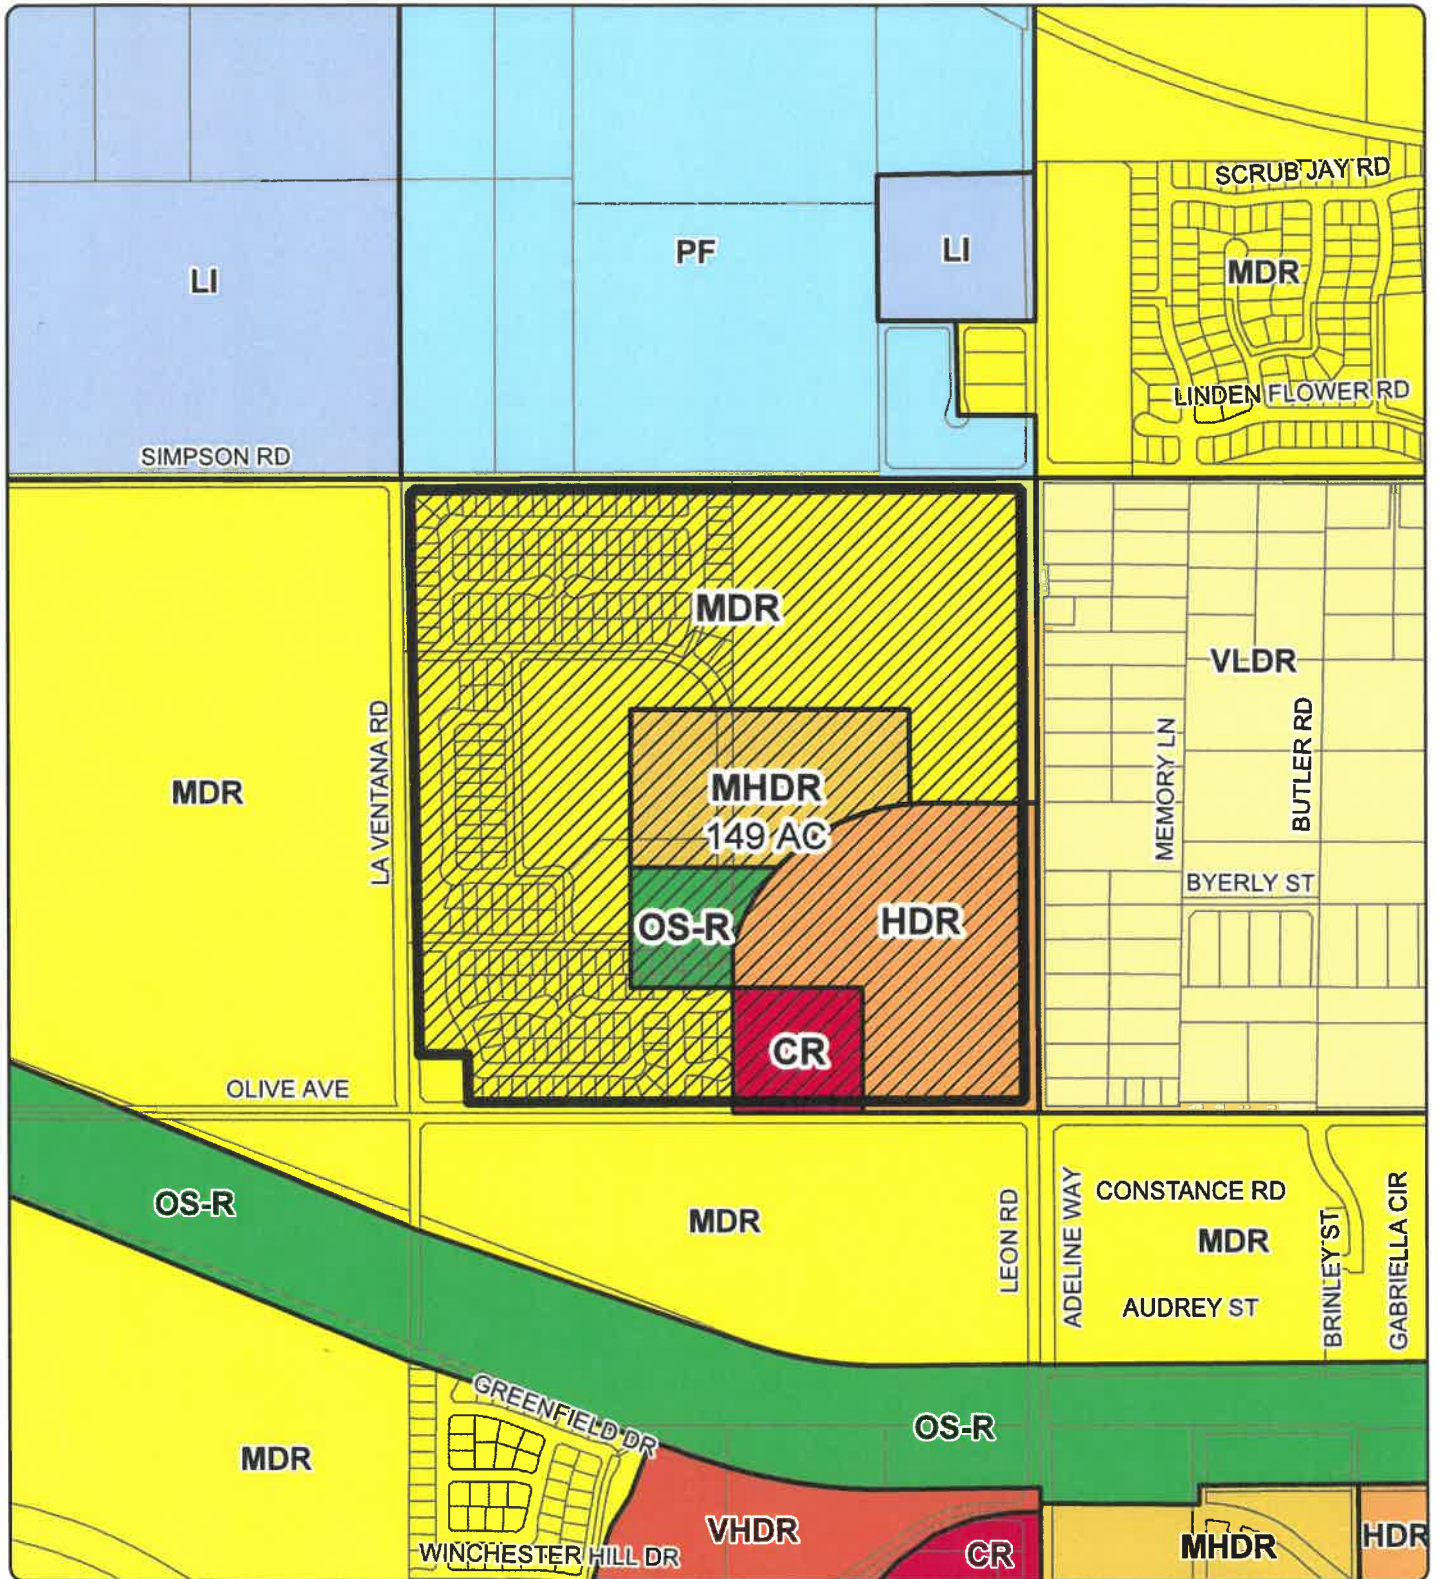 SCRUB JAY RD
PF
LI
MDR
LI
LINDEN FLOWER RD
SIMPSON RD
MDR
VLDR
LA VENTANA RD
MEMORY LN
BUTLER RD
MDR
MHDR
149 AC
BYERLY ST
OS-R
HDR
CR
OLIVE AVE
OS-R
MDR
LEON RD
ADELINE WAY
CONSTANCE RD
MDR
AUDREY ST
BRINLEY ST
GABRIELLA CIR
GREENFIELD DR
OS-R
MDR
VHDR
WINCHESTER HILL DR
CR
MHDR
HDR